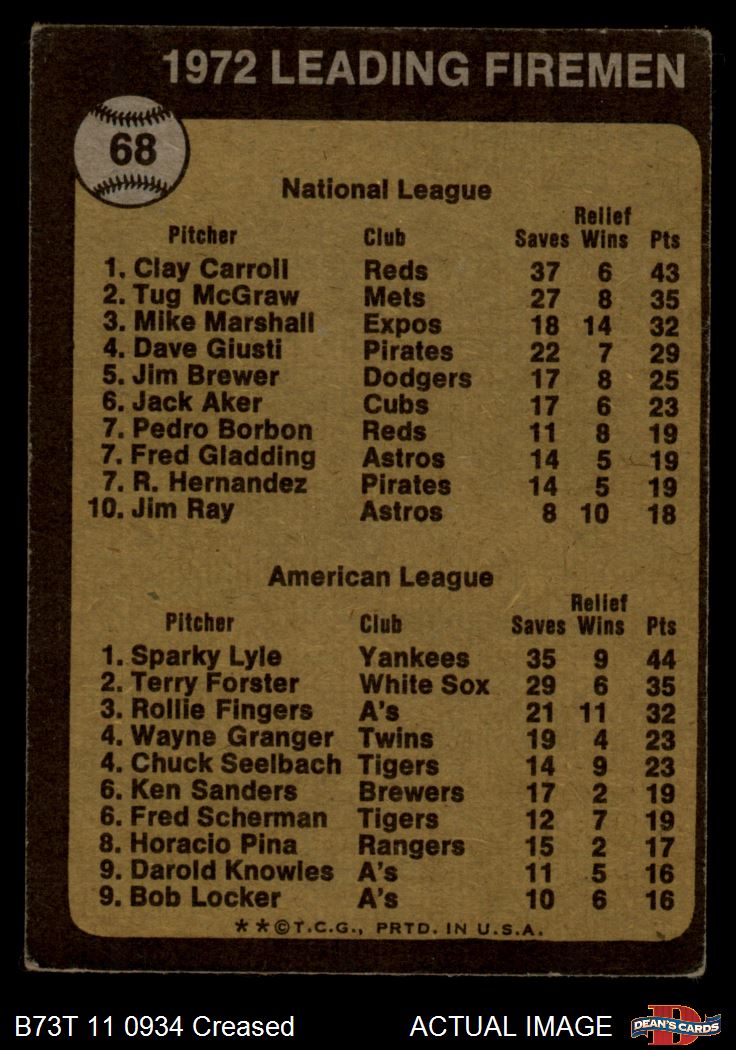 1972 LEADING FIREMEN
68
National League
Relief
Pitcher Club Saves Wins Pts
1. Clay Carroll Reds 37 6 43
2. Tug McGraw Mets 27 8 35
3. Mike Marshall Expos 18 14 32
4. Dave Giusti Pirates 22 7 29
5. Jim Brewer Dodgers 17 8 25
6. Jack Aker Cubs 17 6 23
7. Pedro Borbon Reds 11 8 19
7. Fred Gladding Astros 14 5 19
7. R. Hernandez Pirates 14 5 19
10. Jim Ray Astros 8 10 18
American League
Relief
Pitcher Club Saves Wins Pts
1. Sparky Lyle Yankees 35 9 44
2. Terry Forster White Sox 29 6 35
3. Rollie Fingers A's 21 11 32
4. Wayne Granger Twins 19 4 23
4. Chuck Seelbach Tigers 14 9 23
6. Ken Sanders Brewers 17 2 19
6. Fred Scherman Tigers 12 7 19
8. Horacio Pina Rangers 15 2 17
9. Darold Knowles A's 11 5 16
9. Bob Locker A's 10 6 16
**©T.C.G., PRTD. IN U.S.A.
B73T 11 0934 Creased ACTUAL IMAGE
D
DEAN'S CARDS